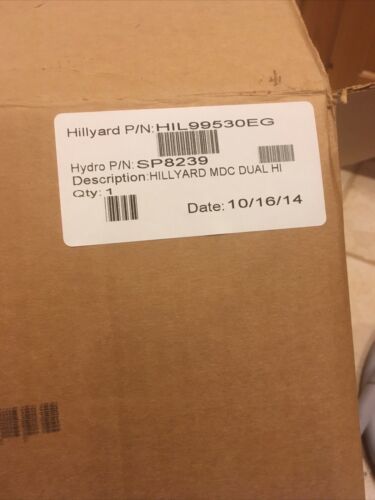 Hillyard P/N:HIL99530EG
Hydro P/N: SP8239
Description:HILLYARD MDC DUAL HI
Qty: 1
Date: 10/16/14